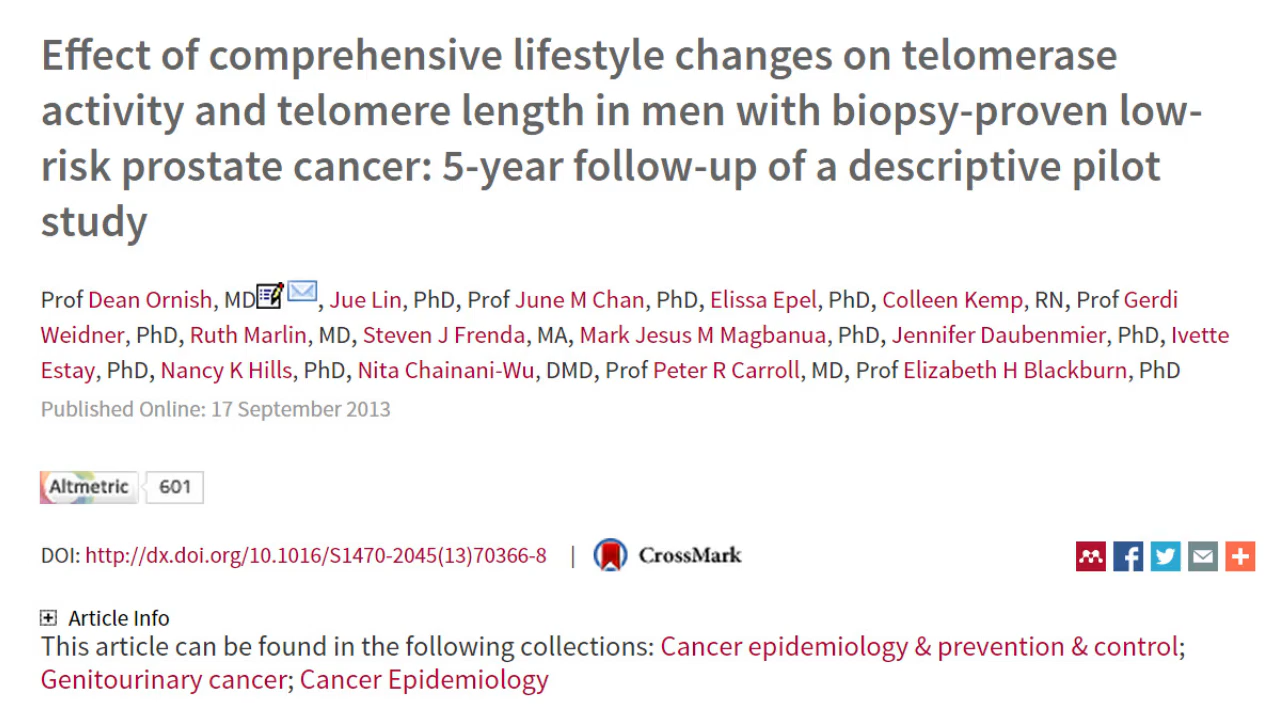 Effect of comprehensive lifestyle changes on telomerase
activity and telomere length in men with biopsy-proven low-
risk prostate cancer: 5-year follow-up of a descriptive pilot
study
Prof Dean Ornish, MD, Jue Lin, PhD, Prof June M Chan, PhD, Elissa Epel, PhD, Colleen Kemp, RN, Prof Gerdi
Weidner, PhD, Ruth Marlin, MD, Steven J Frenda, MA, Mark Jesus M Magbanua, PhD, Jennifer Daubenmier, PhD, Ivette
Estay, PhD, Nancy K Hills, PhD, Nita Chainani-Wu, DMD, Prof Peter R Carroll, MD, Prof Elizabeth H Blackburn, PhD
Published Online: 17 September 2013
Altmetric 601
DOI: http://dx.doi.org/10.1016/S1470-2045(13)70366-8 | CrossMark
Article Info
This article can be found in the following collections: Cancer epidemiology & prevention & control;
Genitourinary cancer; Cancer Epidemiology